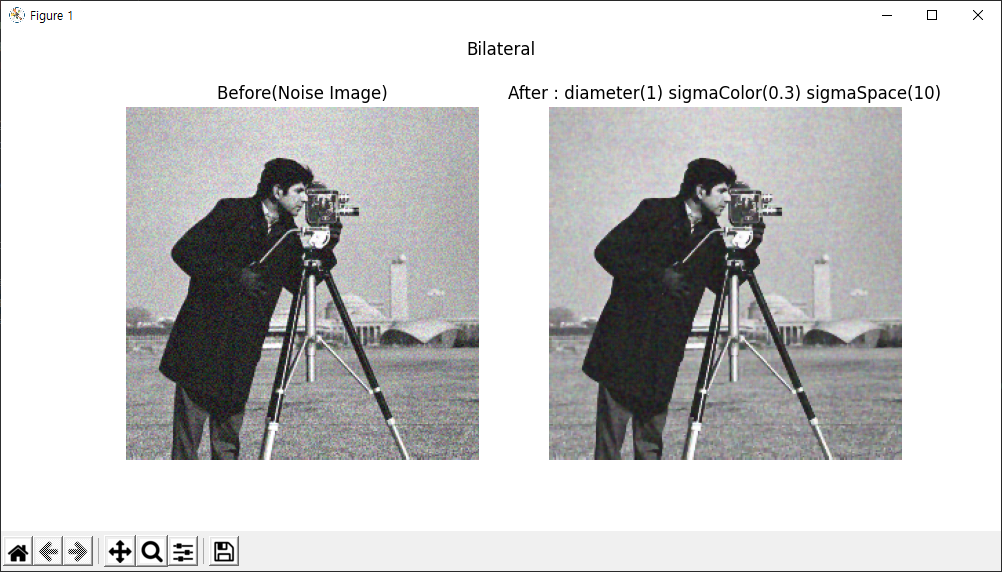 Figure 1
Bilateral
Before(Noise Image)
After : diameter(1) sigmaColor(0.3) sigmaSpace(10)